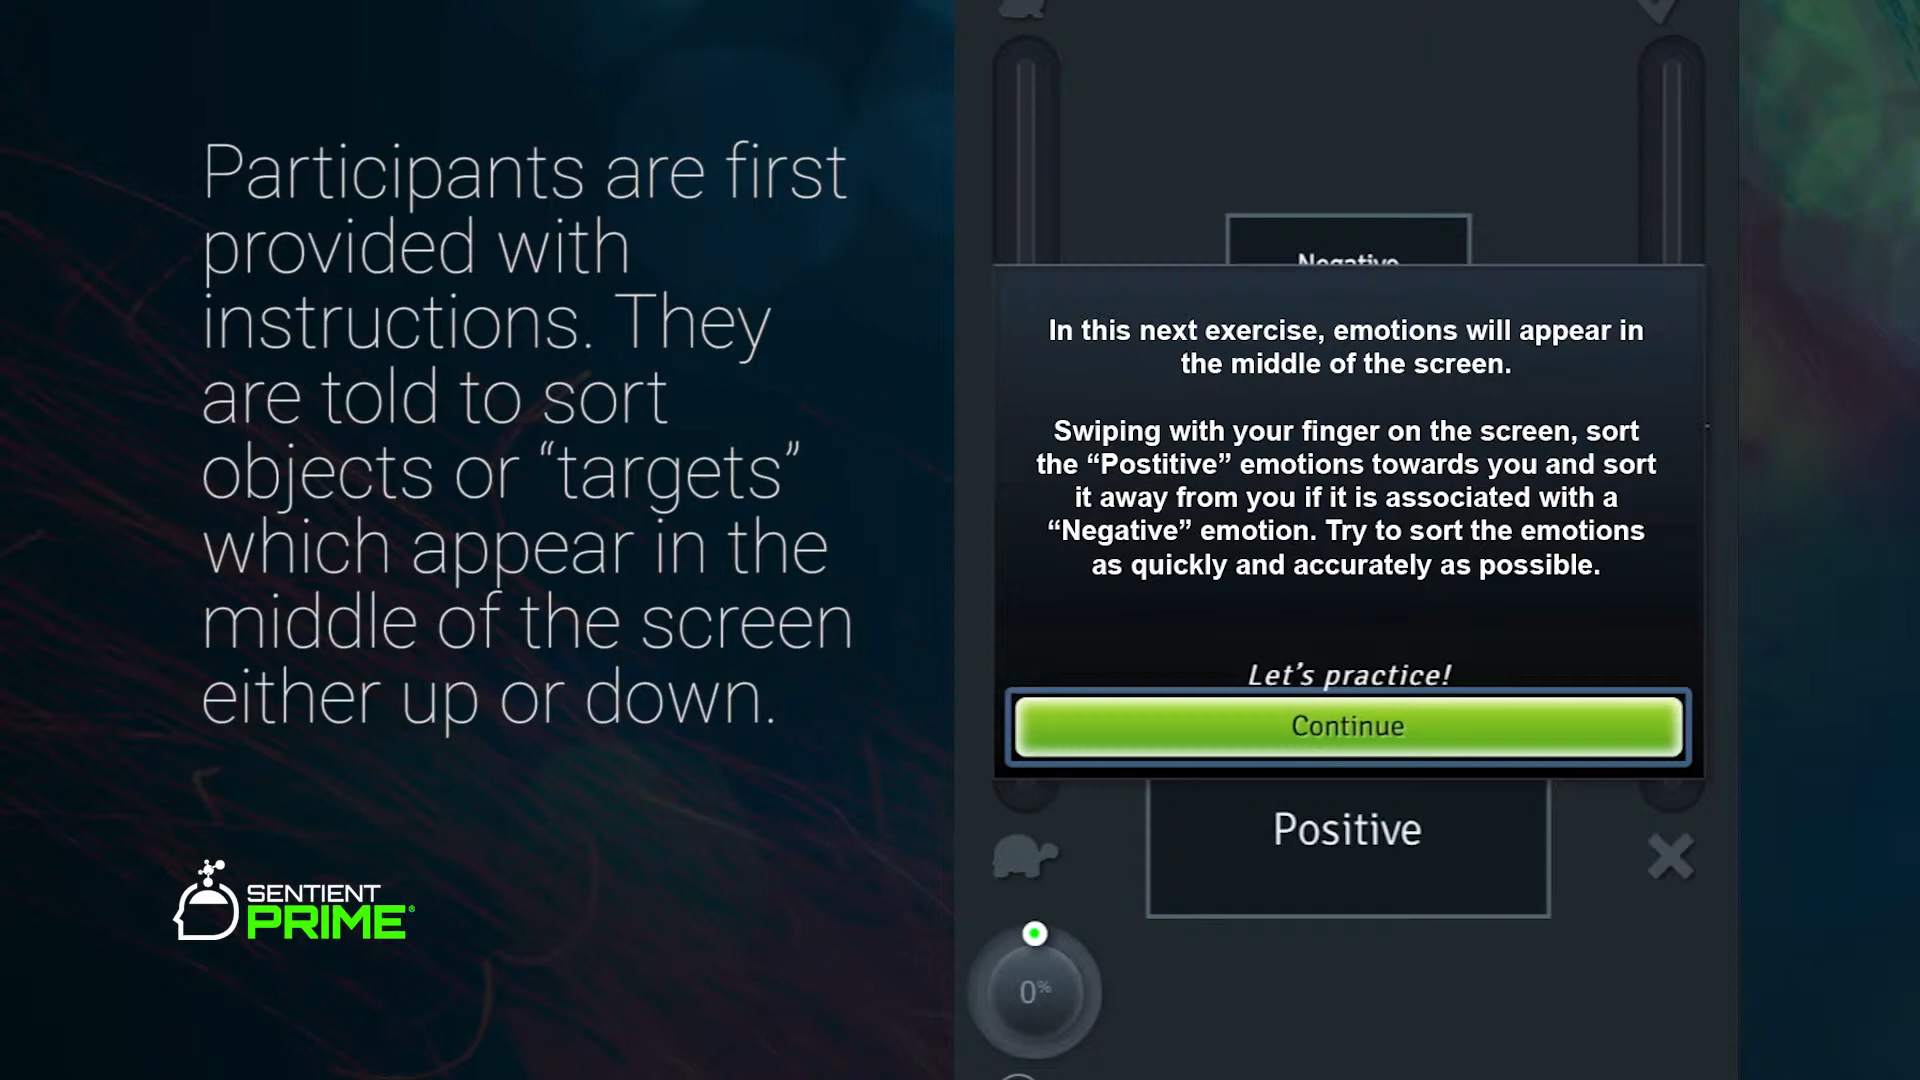 Participants are first
provided with
instructions. They
are told to sort
objects or “targets”
which appear in the
middle of the screen
either up or down.
SENTIENT
PRIME®
Negative
In this next exercise, emotions will appear in
the middle of the screen.
Swiping with your finger on the screen, sort
the “Postitive” emotions towards you and sort
it away from you if it is associated with a
“Negative” emotion. Try to sort the emotions
as quickly and accurately as possible.
Let’s practice!
Continue
Positive
0%